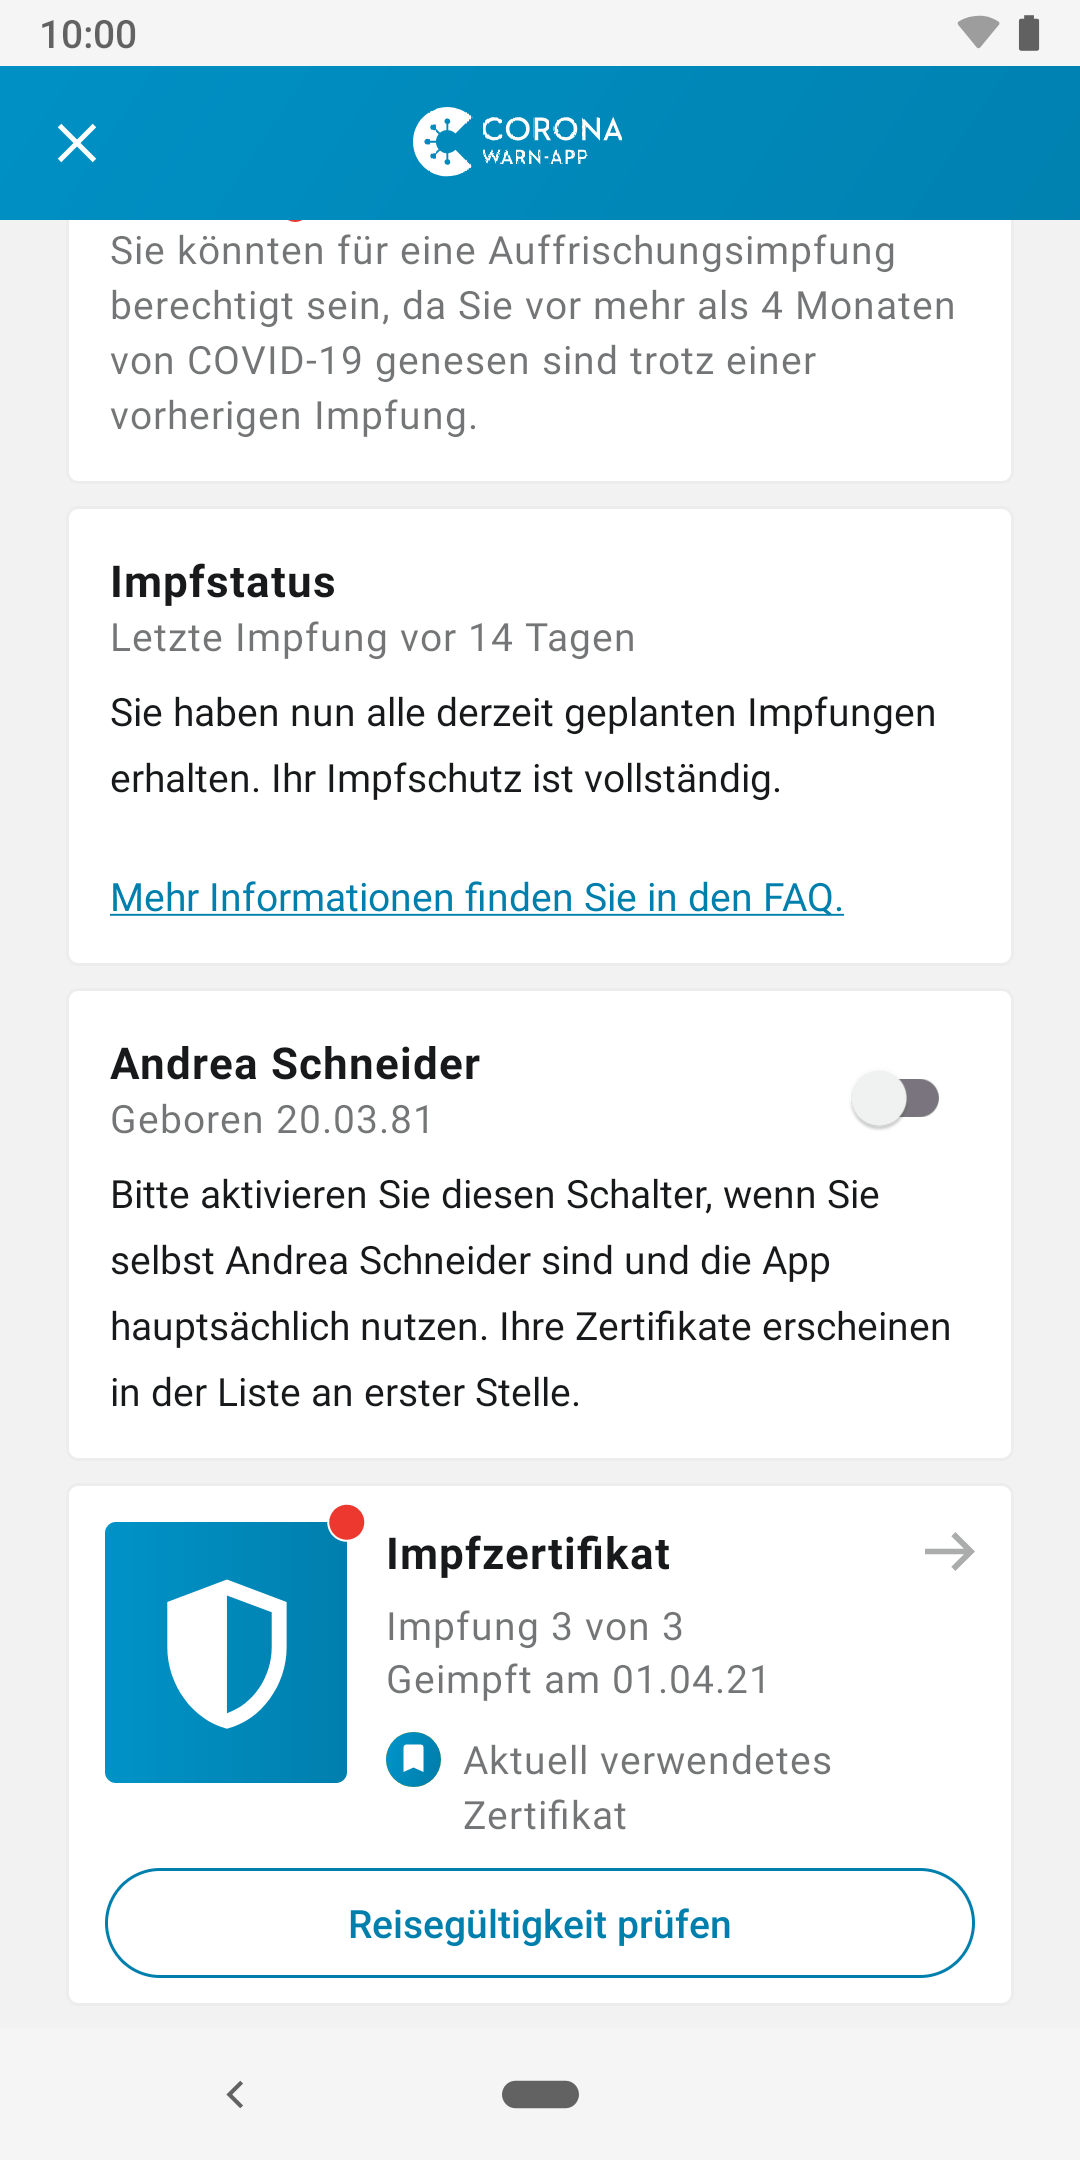 10:00
CORONA
WARN-APP
Sie könnten für eine Auffrischungsimpfung
berechtigt sein, da Sie vor mehr als 4 Monaten
von COVID-19 genesen sind trotz einer
vorherigen Impfung.
Impfstatus
Letzte Impfung vor 14 Tagen
Sie haben nun alle derzeit geplanten Impfungen
erhalten. Ihr Impfschutz ist vollständig.
Mehr Informationen finden Sie in den FAQ.
Andrea Schneider
Geboren 20.03.81
Bitte aktivieren Sie diesen Schalter, wenn Sie
selbst Andrea Schneider sind und die App
hauptsächlich nutzen. Ihre Zertifikate erscheinen
in der Liste an erster Stelle.
Impfzertifikat
Impfung 3 von 3
Geimpft am 01.04.21
Aktuell verwendetes
Zertifikat
Reisegültigkeit prüfen